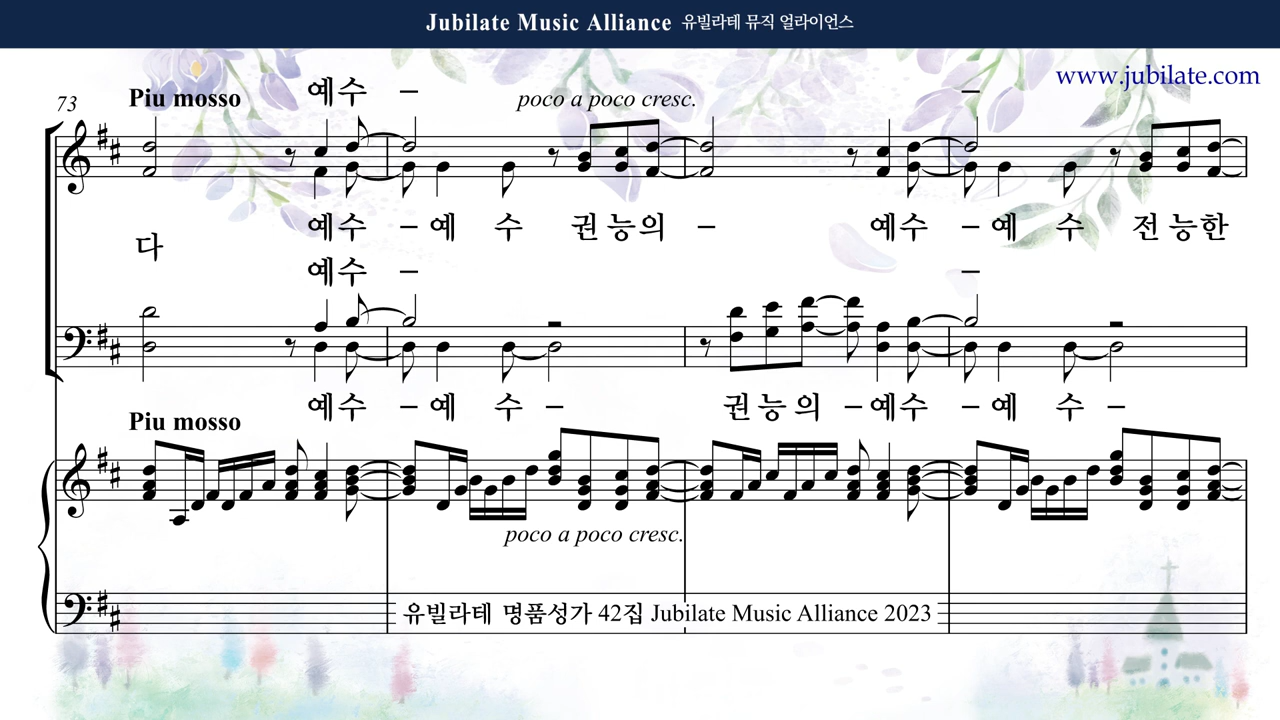 Jubilate Music Alliance 유빌라테 뮤직 얼라이언스
www.jubilate.com
73 Piu mosso 예수 – poco a poco cresc. –
예수 – 예 수 권능의 – 예수 – 예 수 전능한
다
예수 – –
예수 – 예 수 – 권능의 – 예수 – 예 수 –
Piu mosso
poco a poco cresc.
유빌라테 명품성가 42집 Jubilate Music Alliance 2023